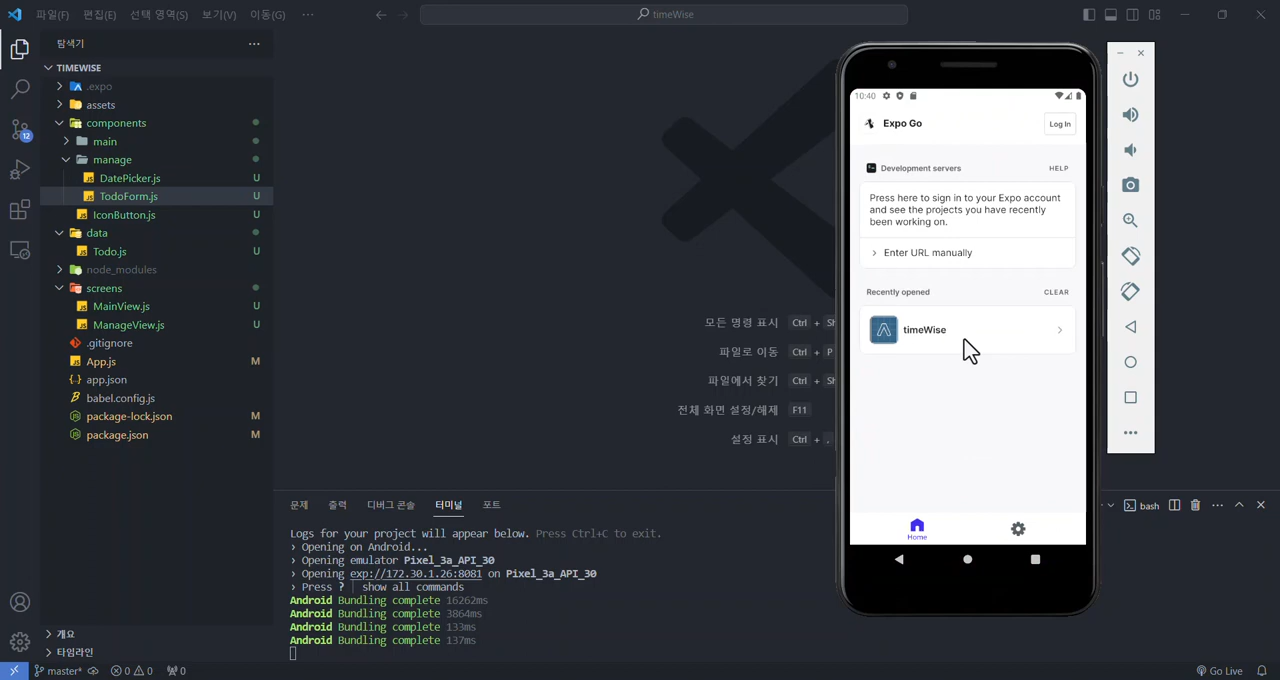 파일(F) 편집(E) 선택 영역(S) 보기(V) 이동(G) ··· timeWise
탐색기 ···
TIMEWISE
.expo
assets
components
main
manage
DatePicker.js U
TodoForm.js U
IconButton.js U
data
Todo.js U
node_modules
screens
MainView.js U
ManageView.js U
.gitignore
App.js M
app.json
babel.config.js
package-lock.json M
package.json M
개요
타임라인
12
모든 명령 표시 Ctrl + Sh
파일로 이동 Ctrl + P
파일에서 찾기 Ctrl + Sh
전체 화면 설정/해제 F11
설정 표시 Ctrl + ,
문제 출력 디버그 콘솔 터미널 포트
bash
Logs for your project will appear below. Press Ctrl+C to exit.
› Opening on Android...
› Opening emulator Pixel_3a_API_30
› Opening exp://172.30.1.26:8081 on Pixel_3a_API_30
› Press ? │ show all commands
Android Bundling complete 16262ms
Android Bundling complete 3864ms
Android Bundling complete 133ms
Android Bundling complete 137ms
10:40
Expo Go
Log In
Development servers HELP
Press here to sign in to your Expo account
and see the projects you have recently
been working on.
Enter URL manually
Recently opened CLEAR
timeWise
Home
master* 0 0 0 Go Live